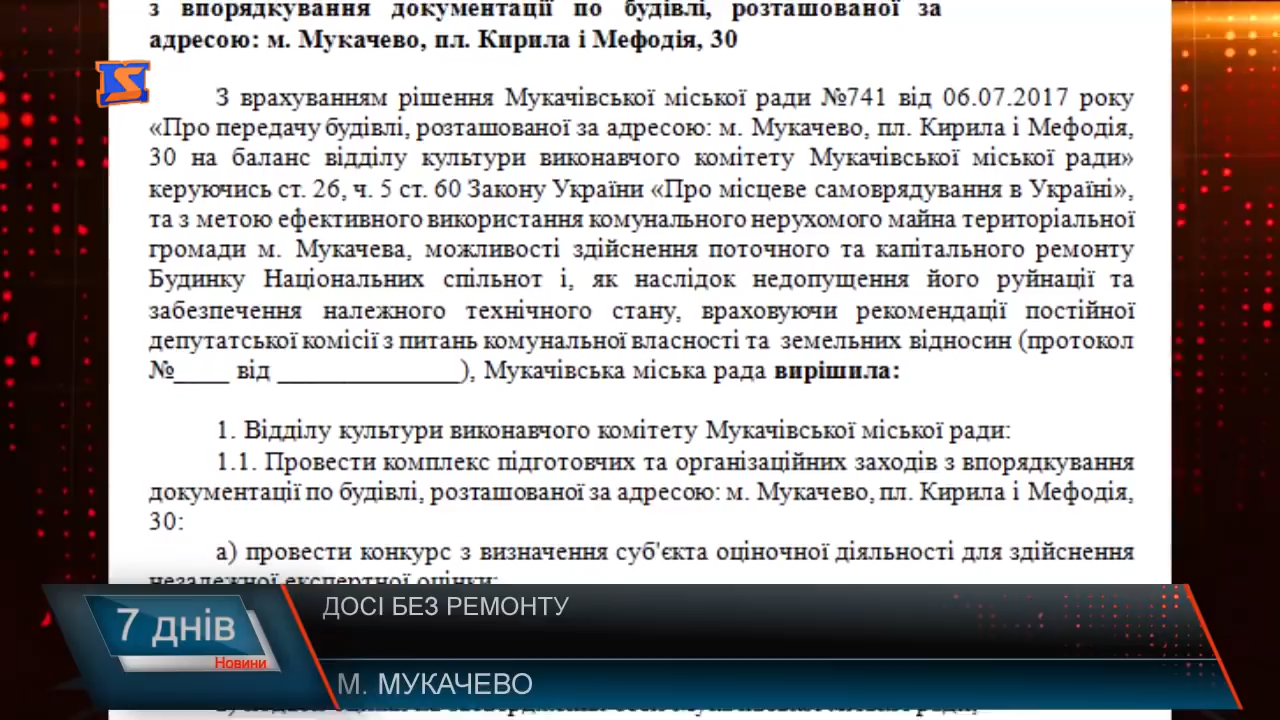 з впорядкування документації по будівлі, розташованої за
адресою: м. Мукачево, пл. Кирила і Мефодія, 30
З врахуванням рішення Мукачівської міської ради №741 від 06.07.2017 року
«Про передачу будівлі, розташованої за адресою: м. Мукачево, пл. Кирила і Мефодія,
30 на баланс відділу культури виконавчого комітету Мукачівської міської ради»
керуючись ст. 26, ч. 5 ст. 60 Закону України «Про місцеве самоврядування в Україні»,
та з метою ефективного використання комунального нерухомого майна територіальної
громади м. Мукачева, можливості здійснення поточного та капітального ремонту
Будинку Національних спільнот і, як наслідок недопущення його руйнації та
забезпечення належного технічного стану, враховуючи рекомендації постійної
депутатської комісії з питань комунальної власності та земельних відносин (протокол
№____ від ______________), Мукачівська міська рада вирішила:
1. Відділу культури виконавчого комітету Мукачівської міської ради:
1.1. Провести комплекс підготовчих та організаційних заходів з впорядкування
документації по будівлі, розташованої за адресою: м. Мукачево, пл. Кирила і Мефодія,
30:
а) провести конкурс з визначення суб'єкта оціночної діяльності для здійснення
незалежної експертної оцінки;
ДОСІ БЕЗ РЕМОНТУ
7 днів
Новини
М. МУКАЧЕВО